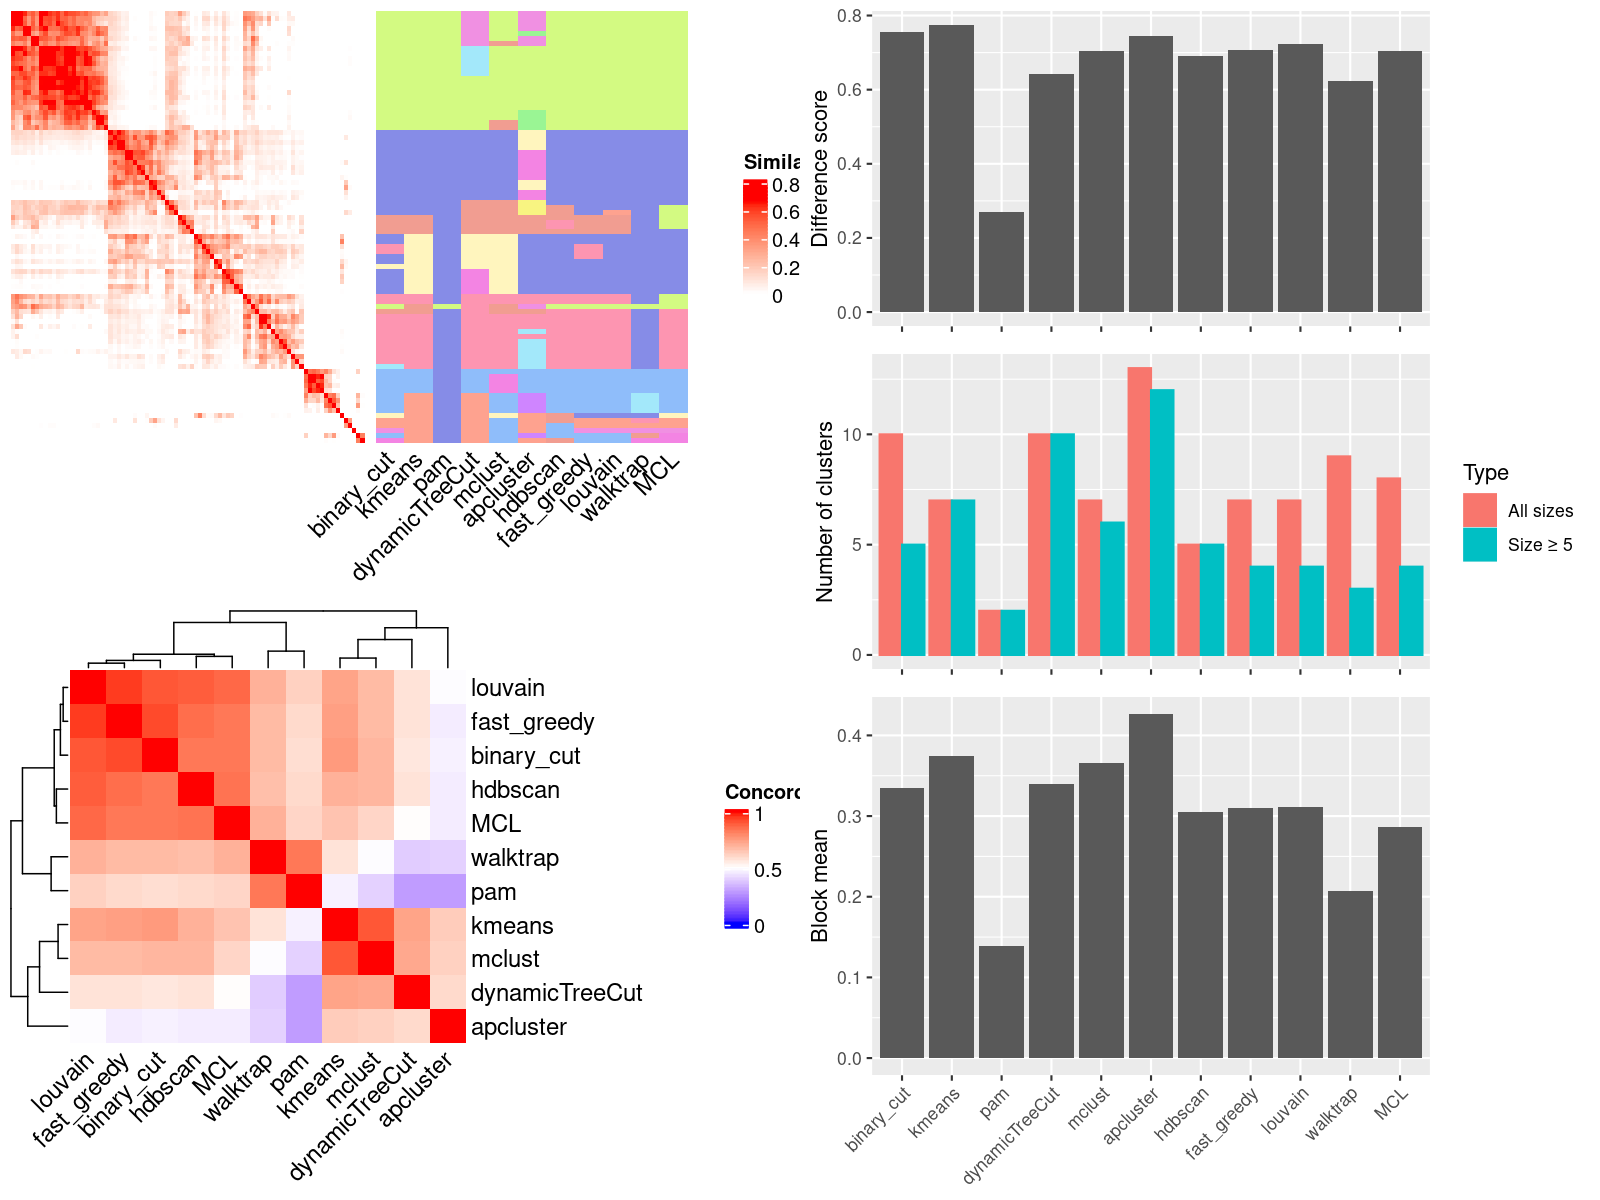 Simila
0.8
0.6
0.4
0.2
0
binary_cut
kmeans
pam
dynamicTreeCut
mclust
apcluster
hdbscan
fast_greedy
louvain
walktrap
MCL
louvain
fast_greedy
binary_cut
hdbscan
MCL
walktrap
pam
kmeans
mclust
dynamicTreeCut
apcluster
louvain
fast_greedy
binary_cut
hdbscan
MCL
walktrap
pam
kmeans
mclust
dynamicTreeCut
apcluster
Concord
1
0.5
0
Difference score
0.8
0.6
0.4
0.2
0.0
Number of clusters
10
5
0
Type
All sizes
Size ≥ 5
Block mean
0.4
0.3
0.2
0.1
0.0
binary_cut
kmeans
pam
dynamicTreeCut
mclust
apcluster
hdbscan
fast_greedy
louvain
walktrap
MCL